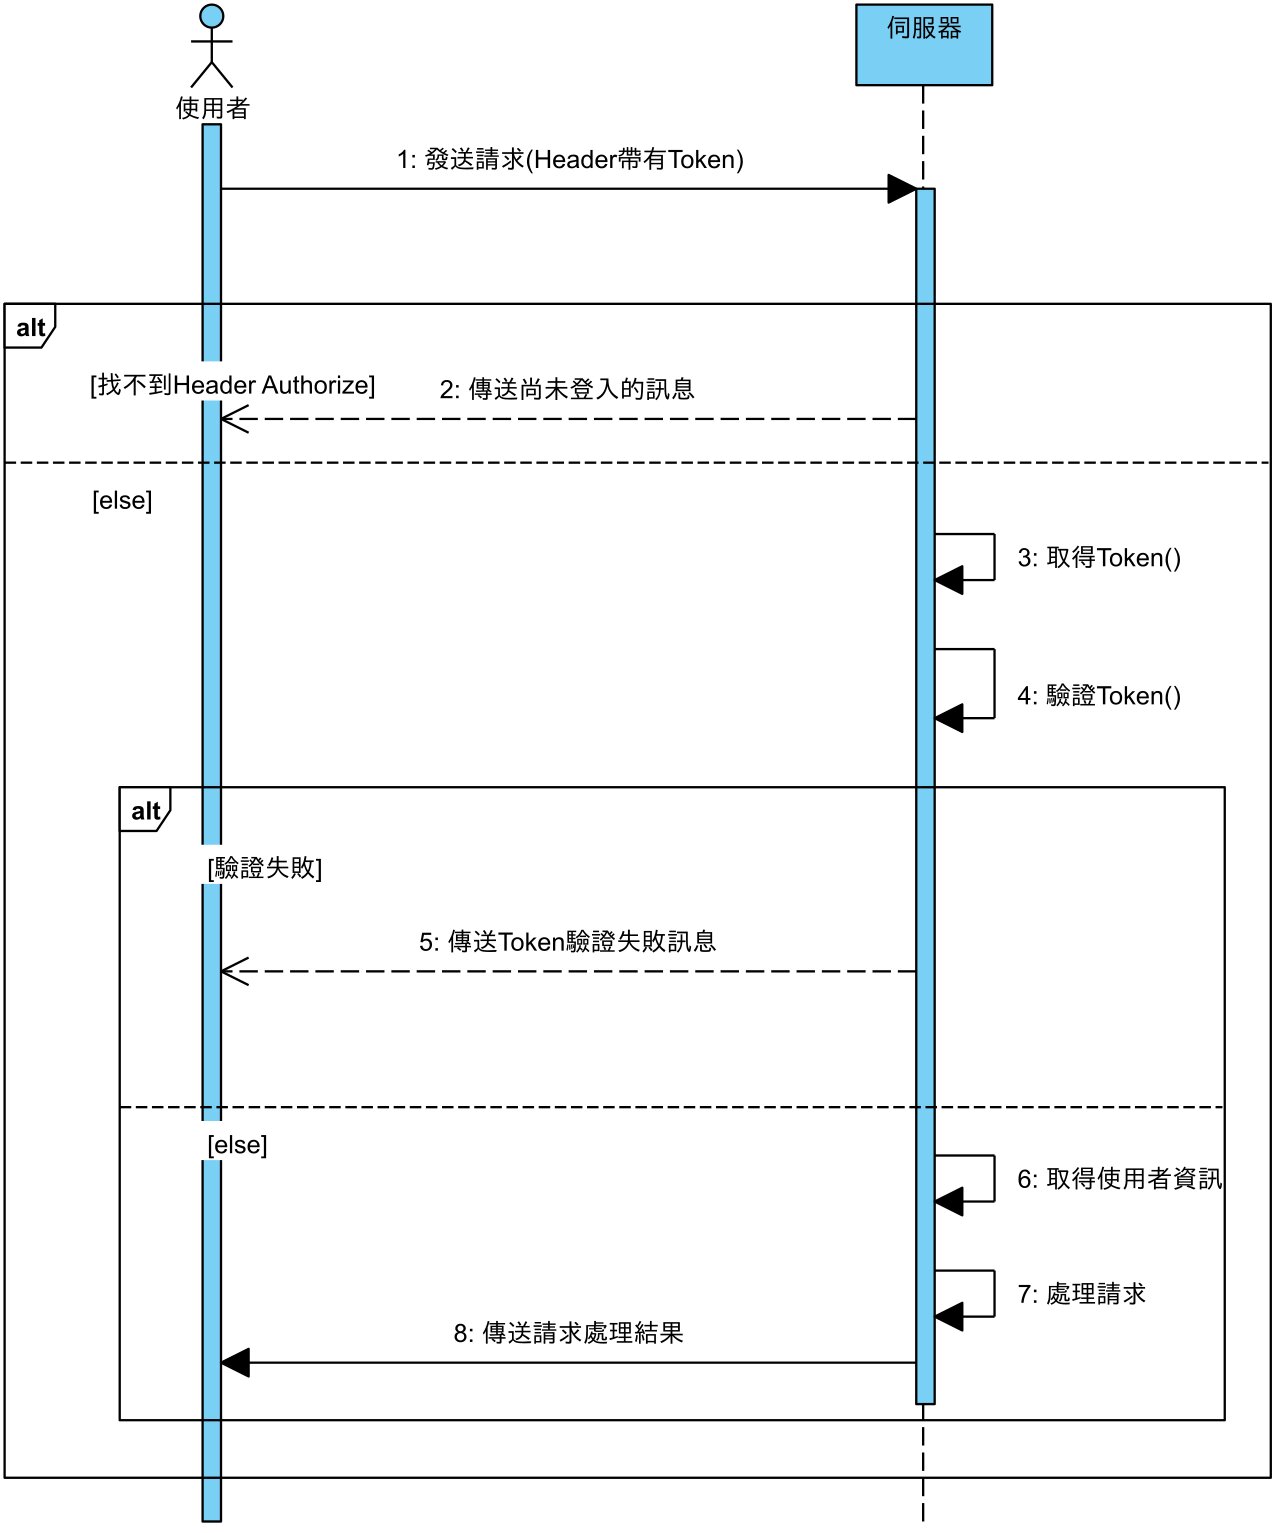 伺服器
使用者
1: 發送請求(Header帶有Token)
alt
[找不到Header Authorize]
2: 傳送尚未登入的訊息
[else]
3: 取得Token()
4: 驗證Token()
alt
[驗證失敗]
5: 傳送Token驗證失敗訊息
[else]
6: 取得使用者資訊
7: 處理請求
8: 傳送請求處理結果